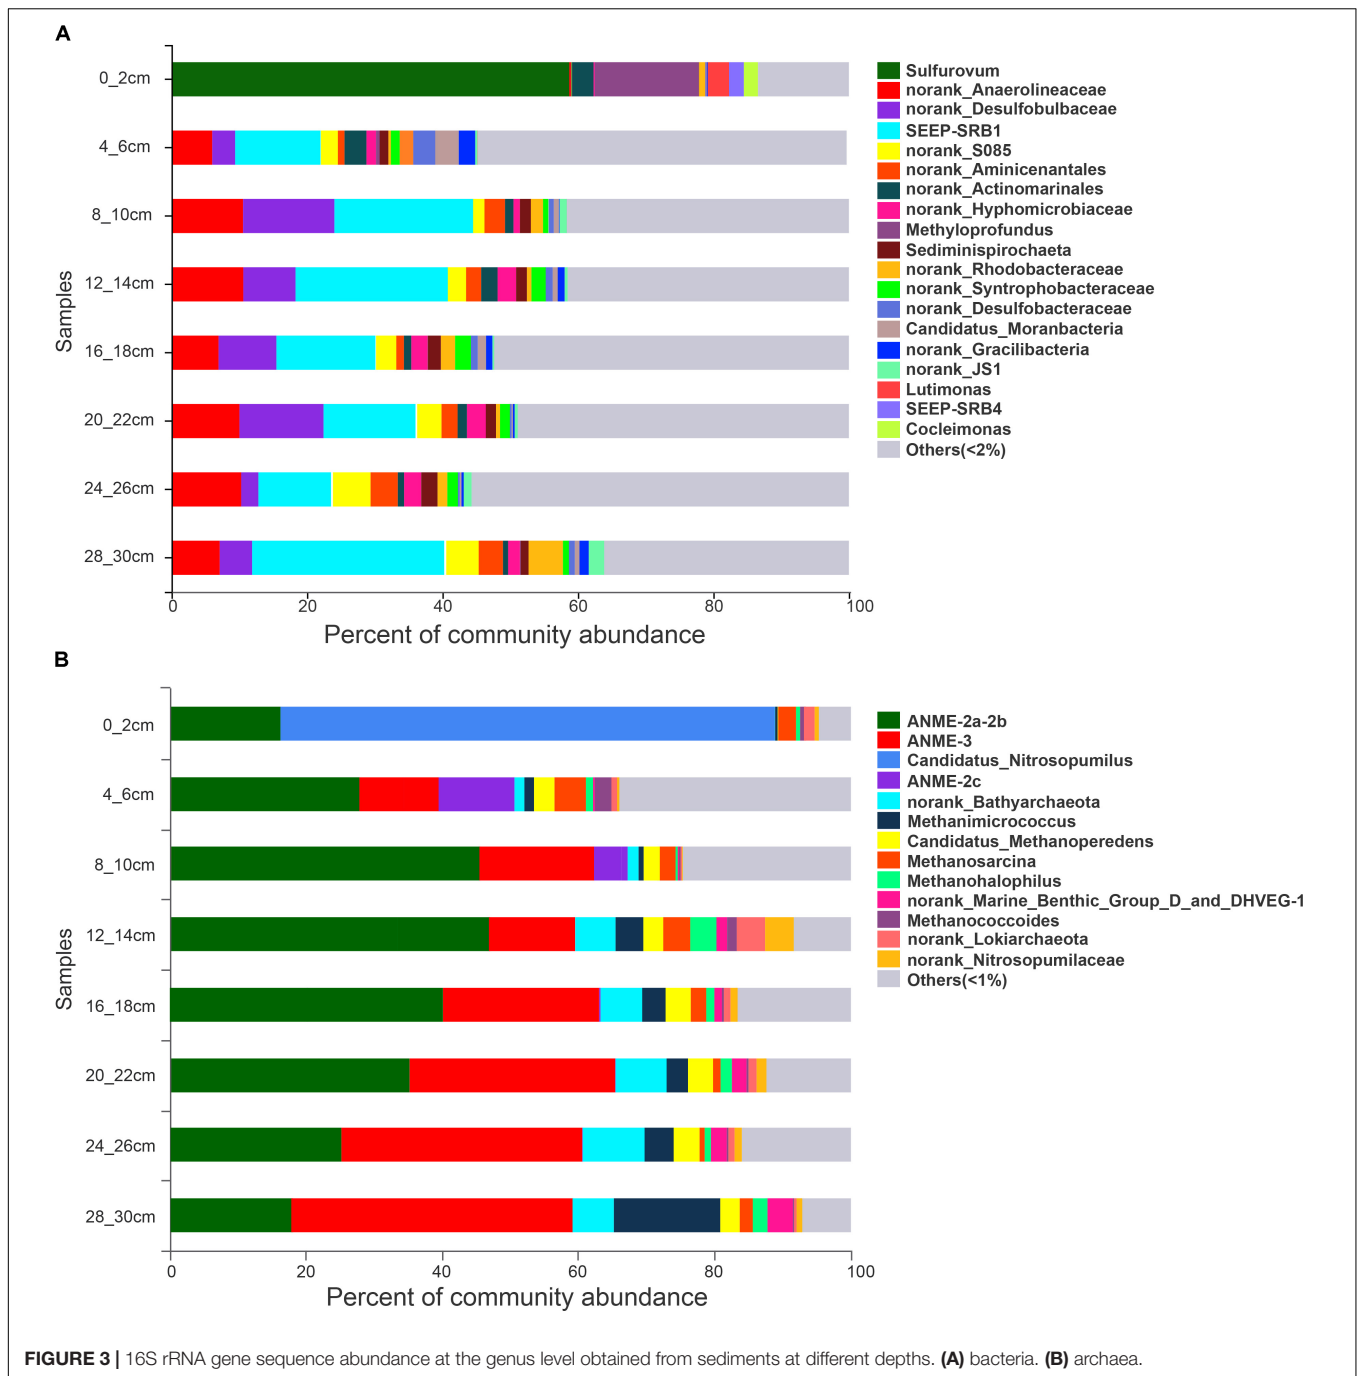 A
0_2cm
4_6cm
8_10cm
12_14cm
16_18cm
20_22cm
24_26cm
28_30cm
Samples
0 20 40 60 80 100
Percent of community abundance
Sulfurovum
norank_Anaerolineaceae
norank_Desulfobulbaceae
SEEP-SRB1
norank_S085
norank_Aminicenantales
norank_Actinomarinales
norank_Hyphomicrobiaceae
Methyloprofundus
Sediminispirochaeta
norank_Rhodobacteraceae
norank_Syntrophobacteraceae
norank_Desulfobacteraceae
Candidatus_Moranbacteria
norank_Gracilibacteria
norank_JS1
Lutimonas
SEEP-SRB4
Cocleimonas
Others(<2%)
B
0_2cm
4_6cm
8_10cm
12_14cm
16_18cm
20_22cm
24_26cm
28_30cm
Samples
0 20 40 60 80 100
Percent of community abundance
ANME-2a-2b
ANME-3
Candidatus_Nitrosopumilus
ANME-2c
norank_Bathyarchaeota
Methanimicrococcus
Candidatus_Methanoperedens
Methanosarcina
Methanohalophilus
norank_Marine_Benthic_Group_D_and_DHVEG-1
Methanococcoides
norank_Lokiarchaeota
norank_Nitrosopumilaceae
Others(<1%)
FIGURE 3 | 16S rRNA gene sequence abundance at the genus level obtained from sediments at different depths. (A) bacteria. (B) archaea.